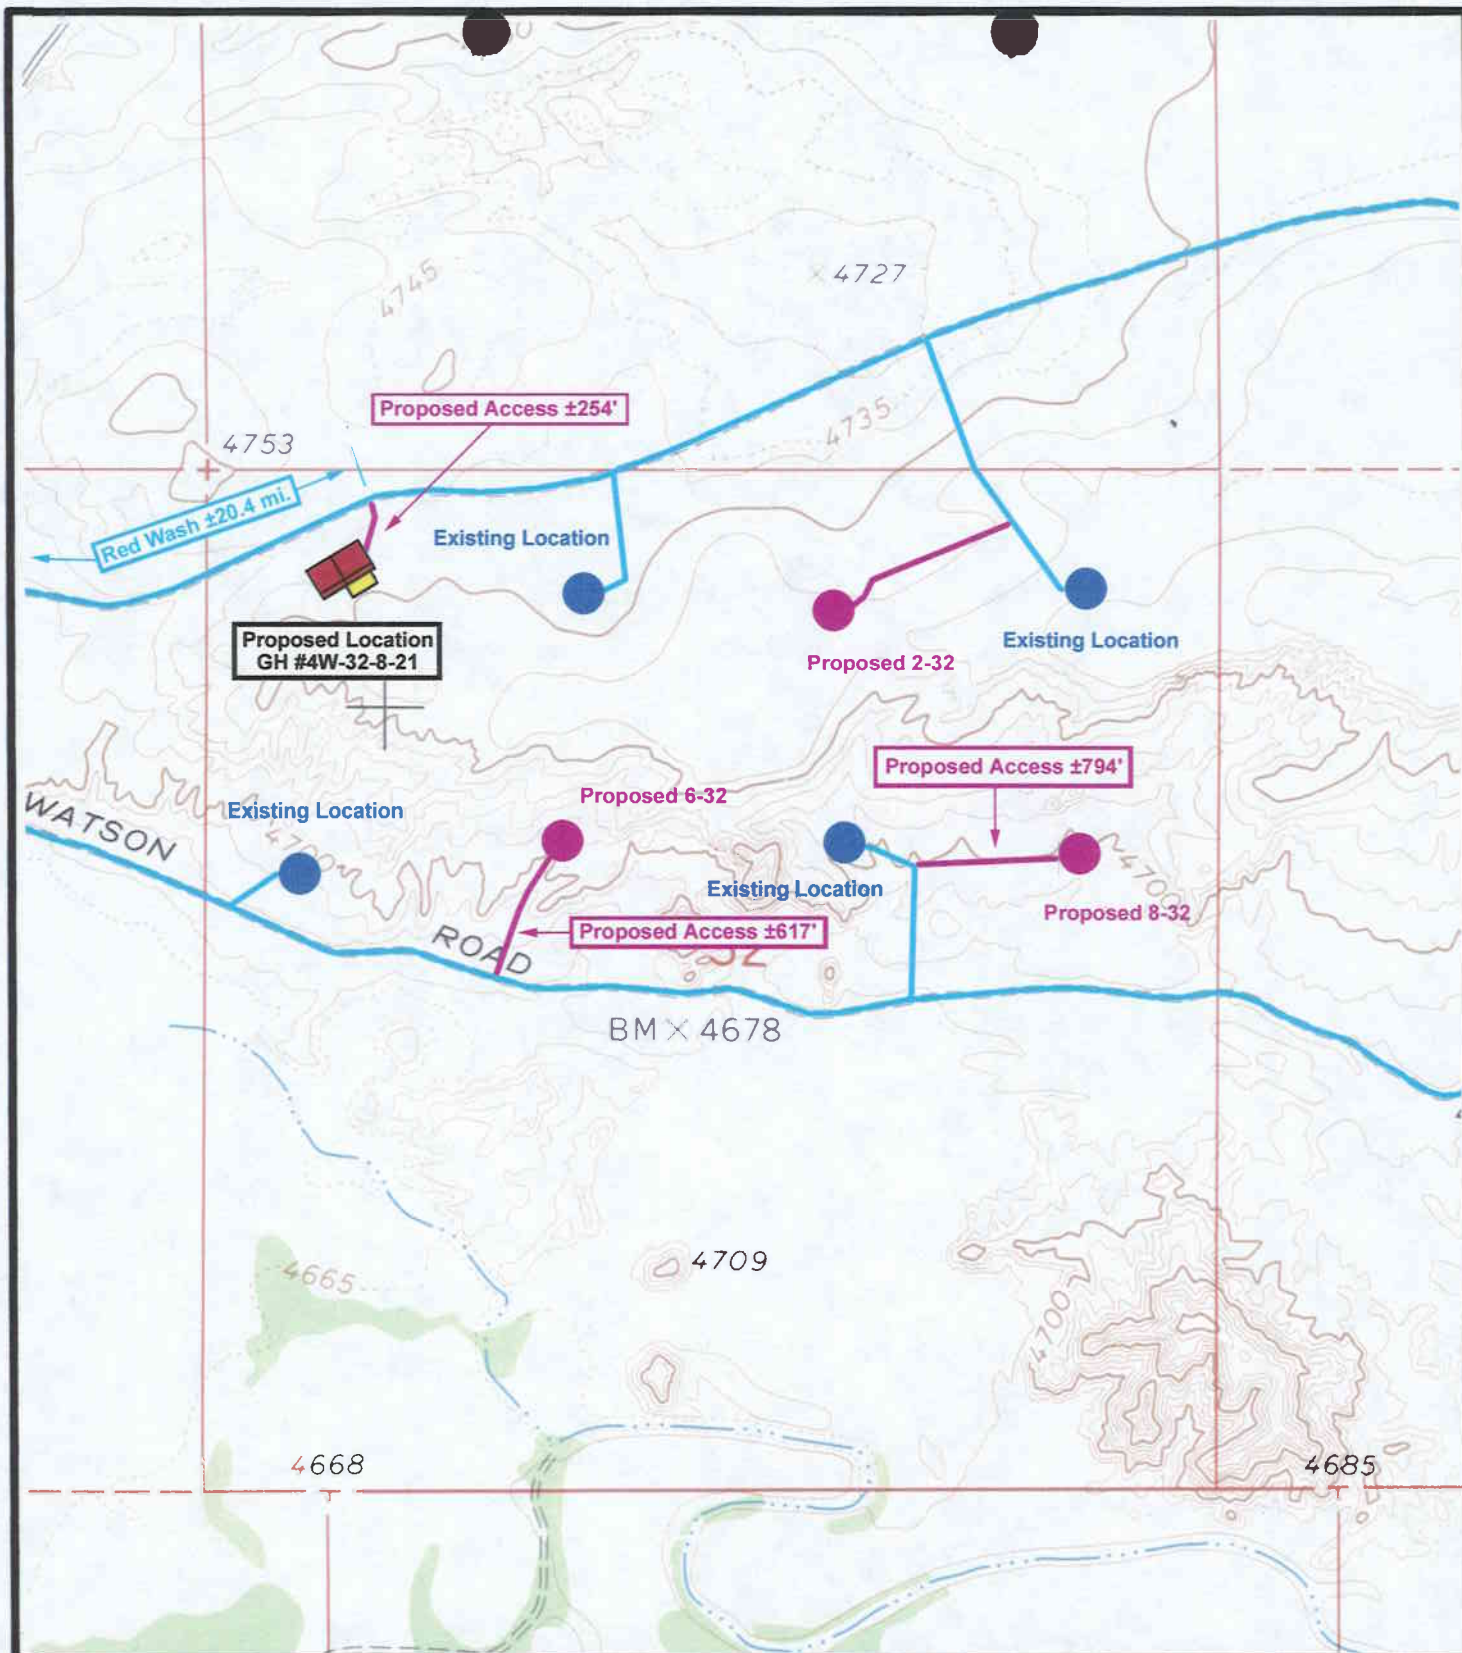 4745
4727
Proposed Access ±254'
4735
4753
Red Wash ±20.4 mi.
Existing Location
Proposed Location
GH #4W-32-8-21
Proposed 2-32
Existing Location
Proposed Access ±794'
Proposed 6-32
WATSON
Existing Location
4700
Existing Location
4700
Proposed 8-32
Proposed Access ±617'
ROAD
32
BM × 4678
4709
4665
4700
4668
4685